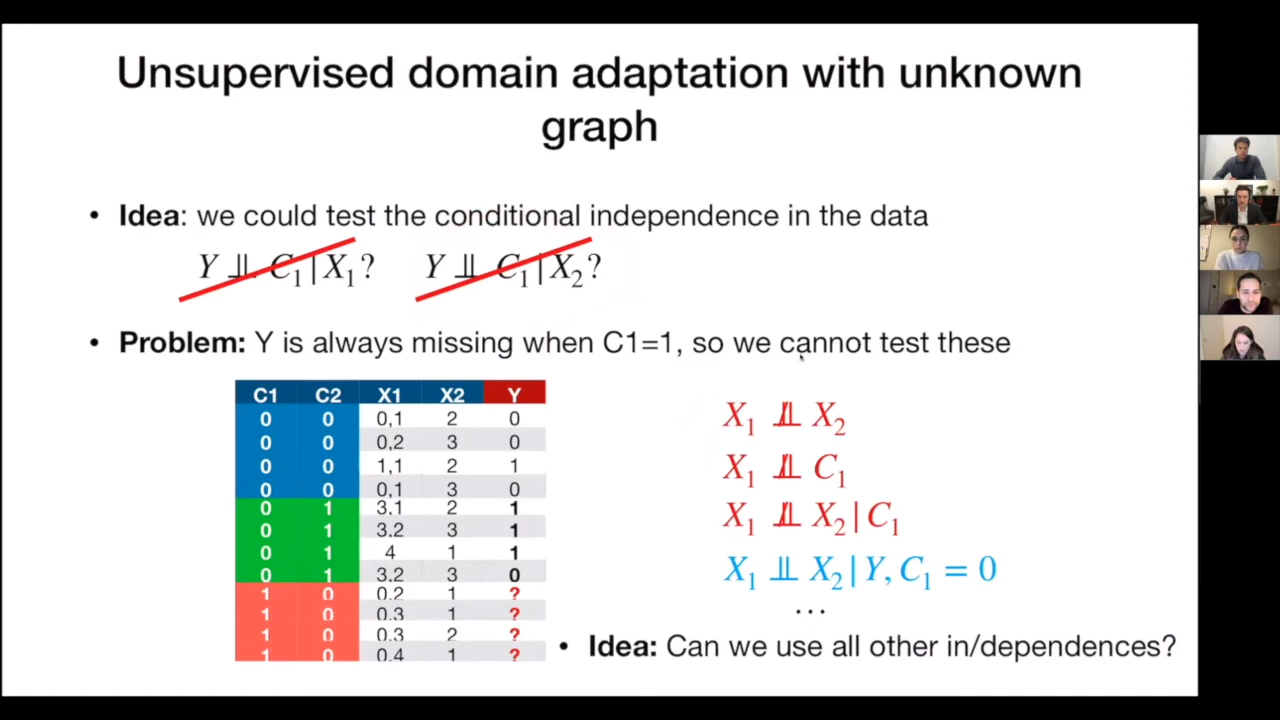 Unsupervised domain adaptation with unknown
graph
• Idea: we could test the conditional independence in the data
Y ⫫ C₁ | X₁ ? Y ⫫ C₁ | X₂ ?
• Problem: Y is always missing when C1=1, so we cannot test these
C1 C2 X1 X2 Y
0 0 0,1 2 0
0 0 0,2 3 0
0 0 1,1 2 1
0 0 0,1 3 0
0 1 3,1 2 1
0 1 3,2 3 1
0 1 4 1 1
0 1 3,2 3 0
1 0 0,2 1 ?
1 0 0,3 1 ?
1 0 0,3 2 ?
1 0 0,4 1 ?
X₁ ⫫̸ X₂
X₁ ⫫̸ C₁
X₁ ⫫̸ X₂ | C₁
X₁ ⫫ X₂ | Y, C₁ = 0
...
• Idea: Can we use all other in/dependences?